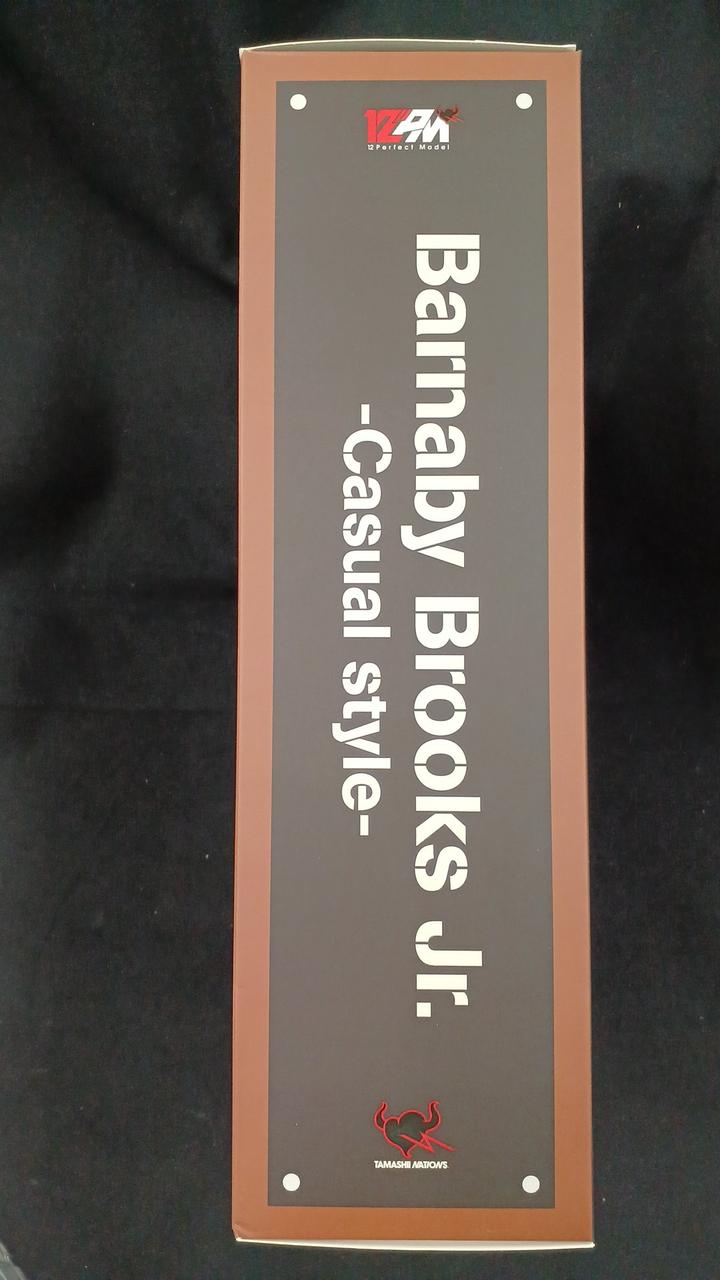 12PM
12 Perfect Model
Barnaby Brooks Jr.
-Casual style-
TAMASHII NATIONS